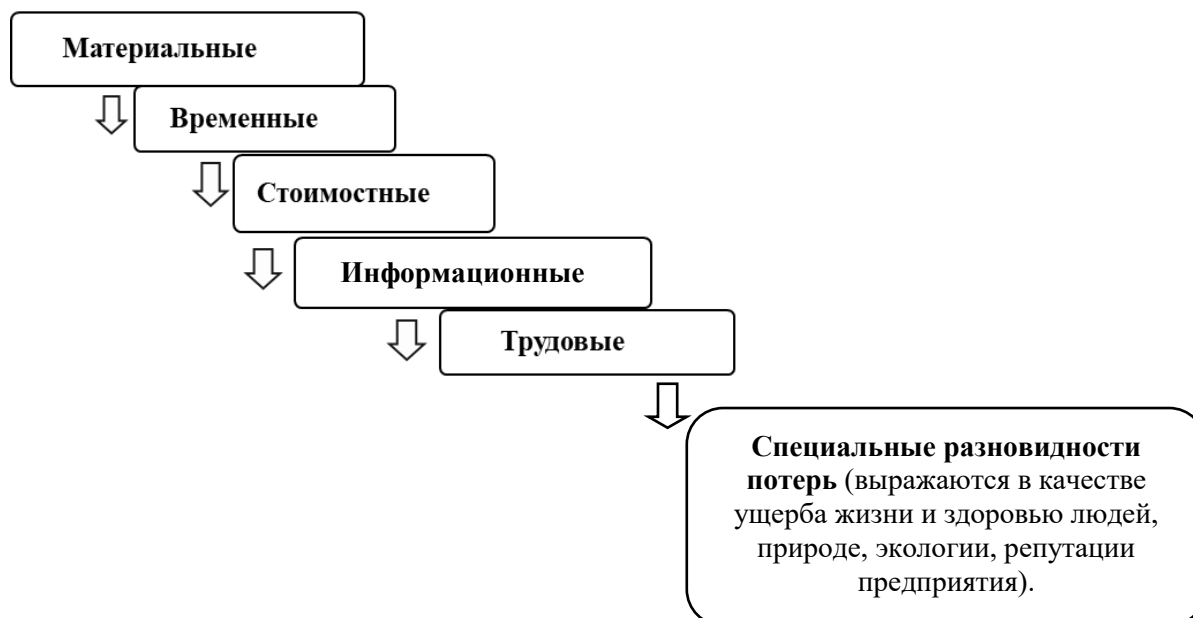 Материальные
Временные
Стоимостные
Информационные
Трудовые
Специальные разновидности
потерь (выражаются в качестве
ущерба жизни и здоровью людей,
природе, экологии, репутации
предприятия).